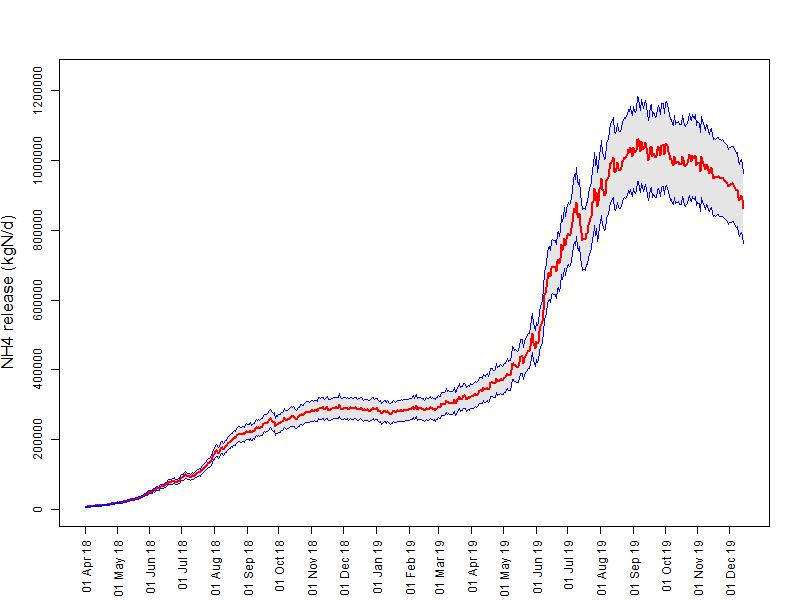 NH4 release (kgN/d)
1200000
1000000
800000
600000
400000
200000
0
01 Apr 18
01 May 18
01 Jun 18
01 Jul 18
01 Aug 18
01 Sep 18
01 Oct 18
01 Nov 18
01 Dec 18
01 Jan 19
01 Feb 19
01 Mar 19
01 Apr 19
01 May 19
01 Jun 19
01 Jul 19
01 Aug 19
01 Sep 19
01 Oct 19
01 Nov 19
01 Dec 19